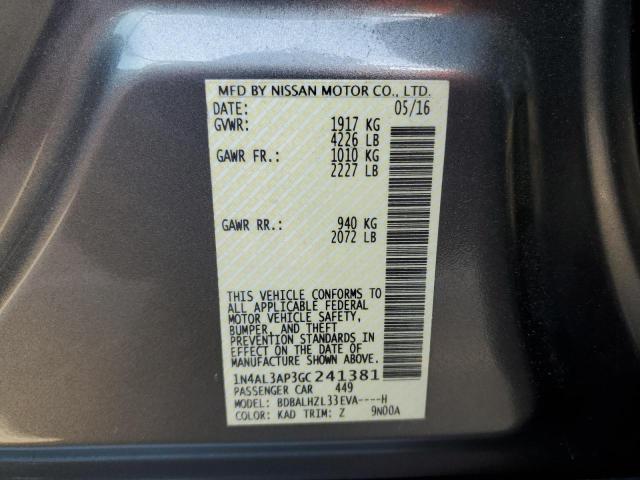 MFD BY NISSAN MOTOR CO., LTD.
DATE: 05/16
GVWR: 1917 KG
4226 LB
GAWR FR.: 1010 KG
2227 LB
GAWR RR.: 940 KG
2072 LB
THIS VEHICLE CONFORMS TO
ALL APPLICABLE FEDERAL
MOTOR VEHICLE SAFETY,
BUMPER, AND THEFT
PREVENTION STANDARDS IN
EFFECT ON THE DATE OF
MANUFACTURE SHOWN ABOVE.
1N4AL3AP3GC241381
PASSENGER CAR 449
MODEL: BDBALHZL33EVA----H
COLOR: KAD TRIM: Z 9N00A